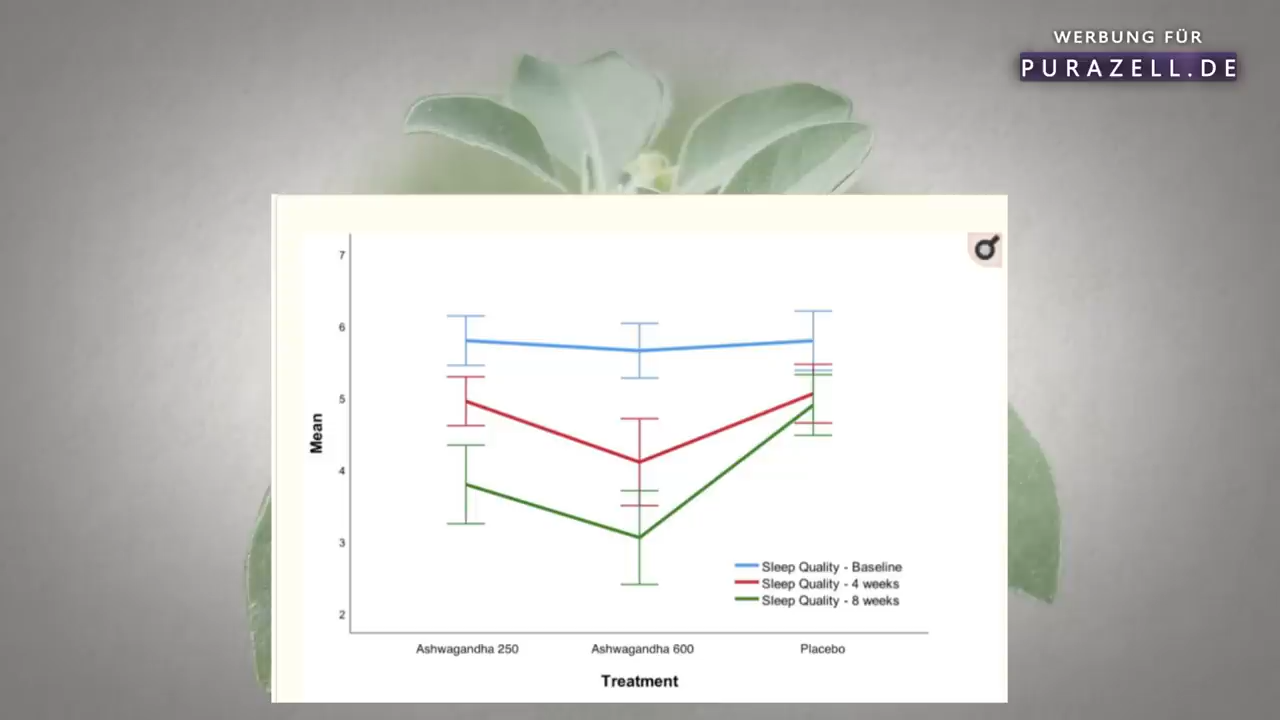 WERBUNG FÜR
PURAZELL.DE
7
6
5
4
3
2
Mean
Sleep Quality - Baseline
Sleep Quality - 4 weeks
Sleep Quality - 8 weeks
Ashwagandha 250
Ashwagandha 600
Placebo
Treatment